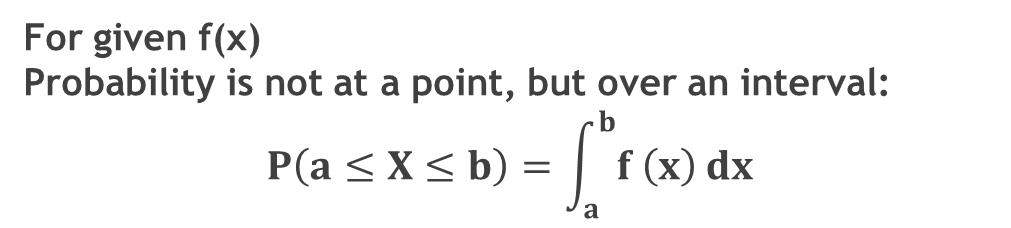 For given f(x)
Probability is not at a point, but over an interval:
P(a ≤ X ≤ b) = ∫ₐᵇ f (x) dx